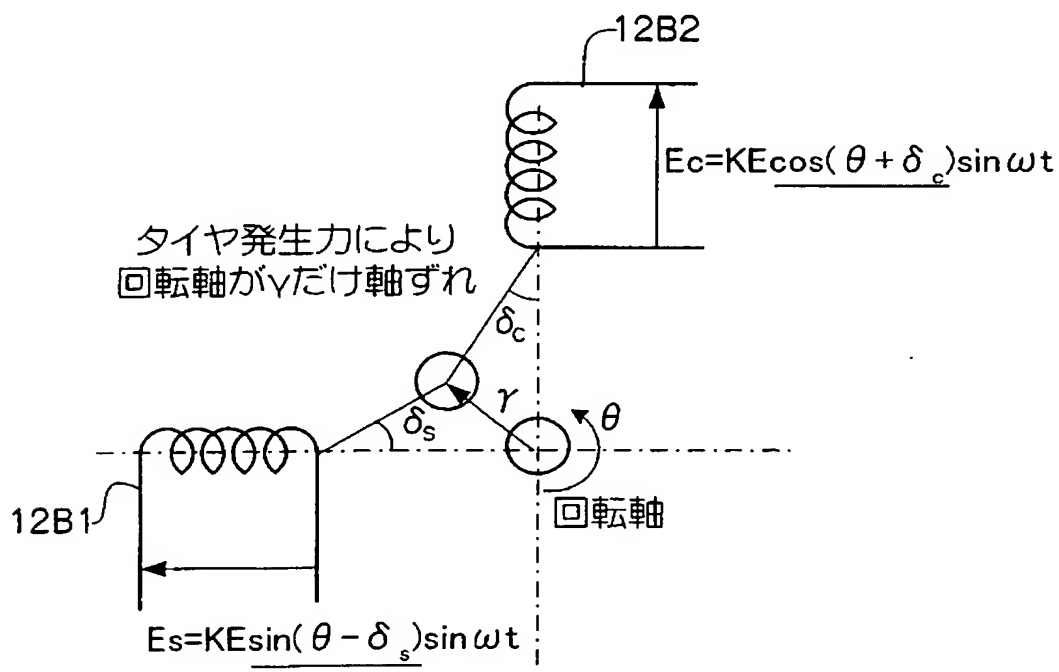 12B2
Ec=KEcos(θ+δc)sinωt
タイヤ発生力により
回転軸がγだけ軸ずれ
δc
γ
θ
δs
回転軸
12B1
Es=KEsin(θ-δs)sinωt